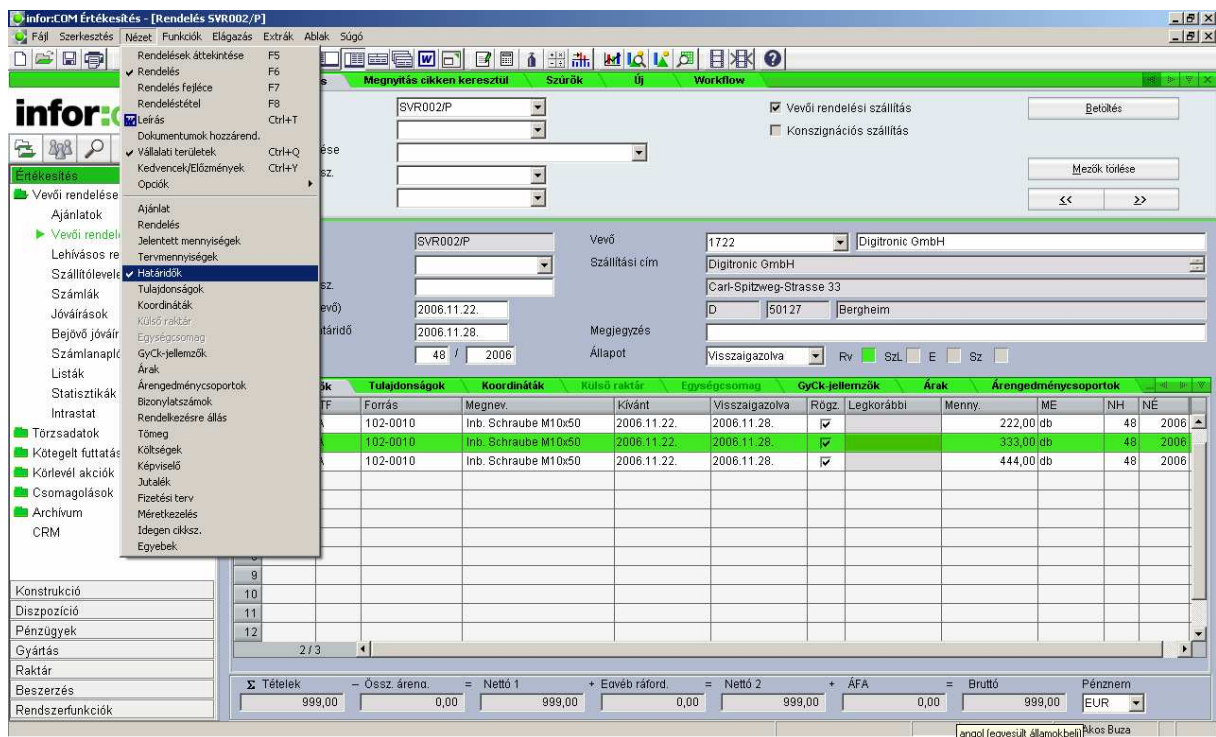 infor:COM Értékesítés - [Rendelés SVR002/P]
Fájl Szerkesztés Nézet Funkciók Elágazás Extrák Ablak Súgó
Rendelések áttekintése F5
Rendelés F6
Rendelés fejléce F7
Rendeléstétel F8
Leírás Ctrl+T
Dokumentumok hozzárend.
Vállalati területek Ctrl+Q
Kedvencek/Előzmények Ctrl+Y
Opciók
Ajánlat
Rendelés
Jelentett mennyiségek
Tervmennyiségek
Határidők
Tulajdonságok
Koordináták
Külső raktár
Egységcsomag
GyCk-jellemzők
Árak
Árengedménycsoportok
Bizonylatszámok
Rendelkezésre állás
Tömeg
Költségek
Képviselő
Jutalék
Fizetési terv
Méretkezelés
Idegen cikksz.
Egyebek
s Megnyitás cikken keresztül Szűrők Új Workflow
infor:
Értékesítés
Vevői rendelése
Ajánlatok
Vevői rendel
Lehívásos re
Szállítólevele
Számlák
Jóváírások
Bejövő jóváír
Számlanapló
Listák
Statisztikák
Intrastat
Törzsadatok
Kötegelt futtatás
Körlevél akciók
Csomagolások
Archívum
CRM
Konstrukció
Diszpozíció
Pénzügyek
Gyártás
Raktár
Beszerzés
Rendszerfunkciók
SVR002/P
ése
sz.
Vevői rendelési szállítás
Konszignációs szállítás
Betöltés
Mezők törlése
<< >>
SVR002/P Vevő 1722 Digitronic GmbH
Szállítási cím Digitronic GmbH
sz. Carl-Spitzweg-Strasse 33
evő) 2006.11.22. D 50127 Bergheim
táridő 2006.11.28. Megjegyzés
48 / 2006 Állapot Visszaigazolva Rv SzL E Sz
ők Tulajdonságok Koordináták Külső raktár Egységcsomag GyCk-jellemzők Árak Árengedménycsoportok
TF Forrás Megnev. Kívánt Visszaigazolva Rögz. Legkorábbi Menny. ME NH NÉ
102-0010 Inb. Schraube M10x50 2006.11.22. 2006.11.28. 222,00 db 48 2006
102-0010 Inb. Schraube M10x50 2006.11.22. 2006.11.28. 333,00 db 48 2006
102-0010 Inb. Schraube M10x50 2006.11.22. 2006.11.28. 444,00 db 48 2006
9
10
11
12
2 / 3
Σ Tételek − Össz. áreng. = Nettó 1 + Egyéb ráford. = Nettó 2 + ÁFA = Bruttó Pénznem
999,00 0,00 999,00 0,00 999,00 0,00 999,00 EUR
angol (egyesült államokbeli)
Akos Buza